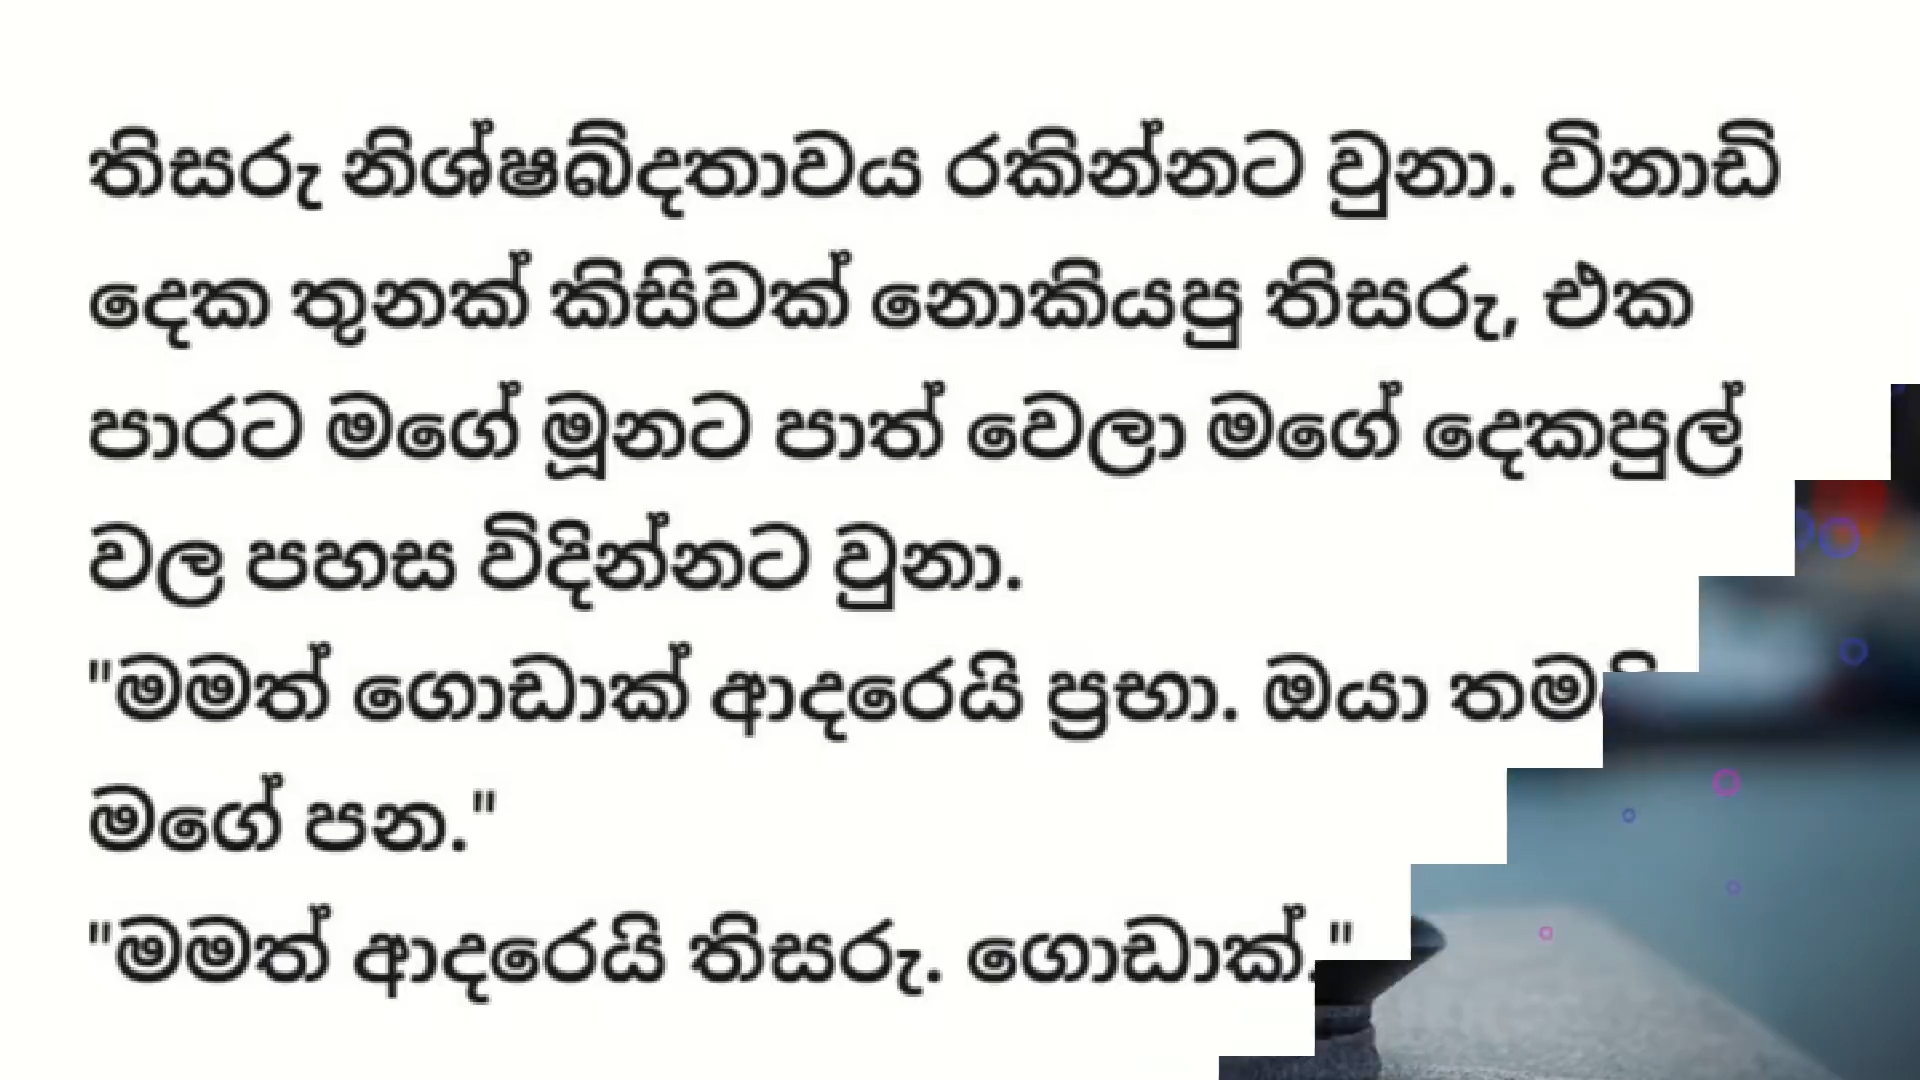 තිසරු නිශ්ෂබ්දතාවය රකින්නට වුනා. විනාඩි
දෙක තුනක් කිසිවක් නොකියපු තිසරු, එක
පාරට මගේ මූනට පාත් වෙලා මගේ දෙකපුල්
වල පහස විදින්නට වුනා.
"මමත් ගොඩාක් ආදරෙයි ප්‍රභා. ඔයා
මගේ පන."
"මමත් ආදරෙයි තිසරු. ගොඩාක්."